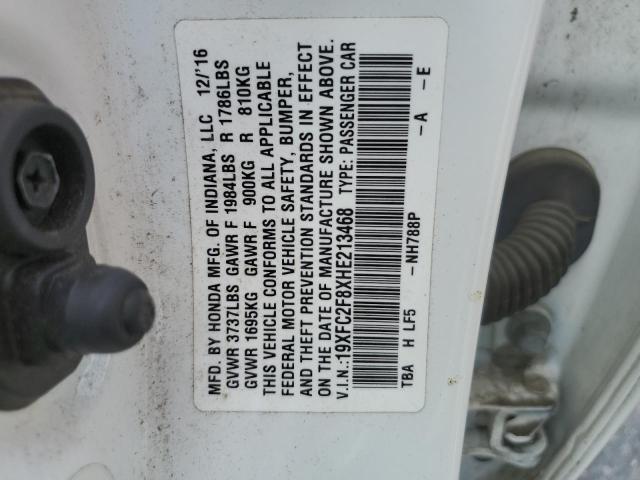 MFD. BY HONDA MFG. OF INDIANA, LLC 12/'16
GVWR 3737LBS GAWR F 1984LBS R 1786LBS
GVWR 1695KG GAWR F 900KG R 810KG
THIS VEHICLE CONFORMS TO ALL APPLICABLE
FEDERAL MOTOR VEHICLE SAFETY, BUMPER,
AND THEFT PREVENTION STANDARDS IN EFFECT
ON THE DATE OF MANUFACTURE SHOWN ABOVE.
V.I.N.:19XFC2F8XHE213468 TYPE: PASSENGER CAR
TBA H LF5 -NH788P -A -E